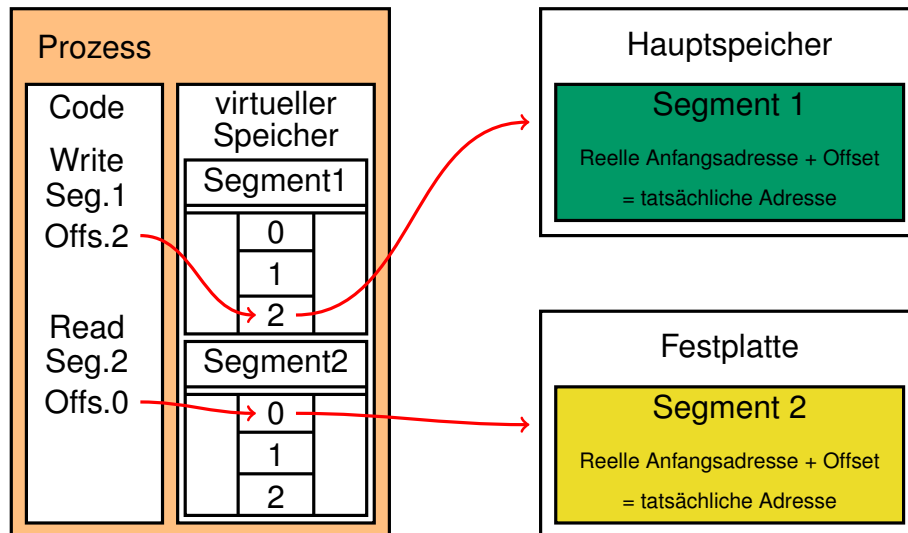 Prozess
Code
Write
Seg.1
Offs.2
Read
Seg.2
Offs.0
virtueller
Speicher
Segment1
0
1
2
Segment2
0
1
2
Hauptspeicher
Segment 1
Reelle Anfangsadresse + Offset
= tatsächliche Adresse
Festplatte
Segment 2
Reelle Anfangsadresse + Offset
= tatsächliche Adresse